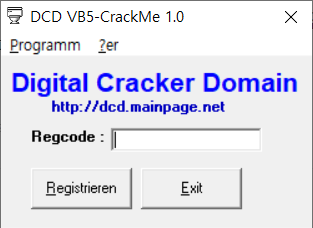 DCD VB5-CrackMe 1.0
Programm ?er
Digital Cracker Domain
http://dcd.mainpage.net
Regcode :
Registrieren Exit